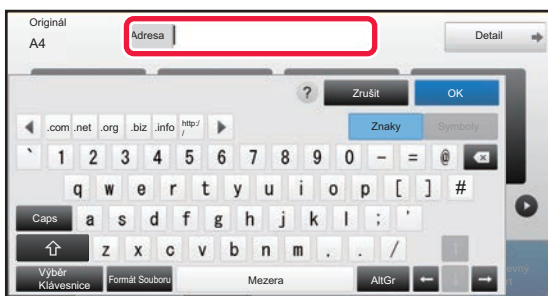 Originál
A4
Adresa
Detail
? Zrušit OK
.com .net .org .biz .info http:/
/
Znaky Symboly
` 1 2 3 4 5 6 7 8 9 0 - = @
q w e r t y u i o p [ ] #
Caps a s d f g h j k l ; '
z x c v b n m . . /
Výběr
Klávesnice
Formát Souboru Mezera AltGr